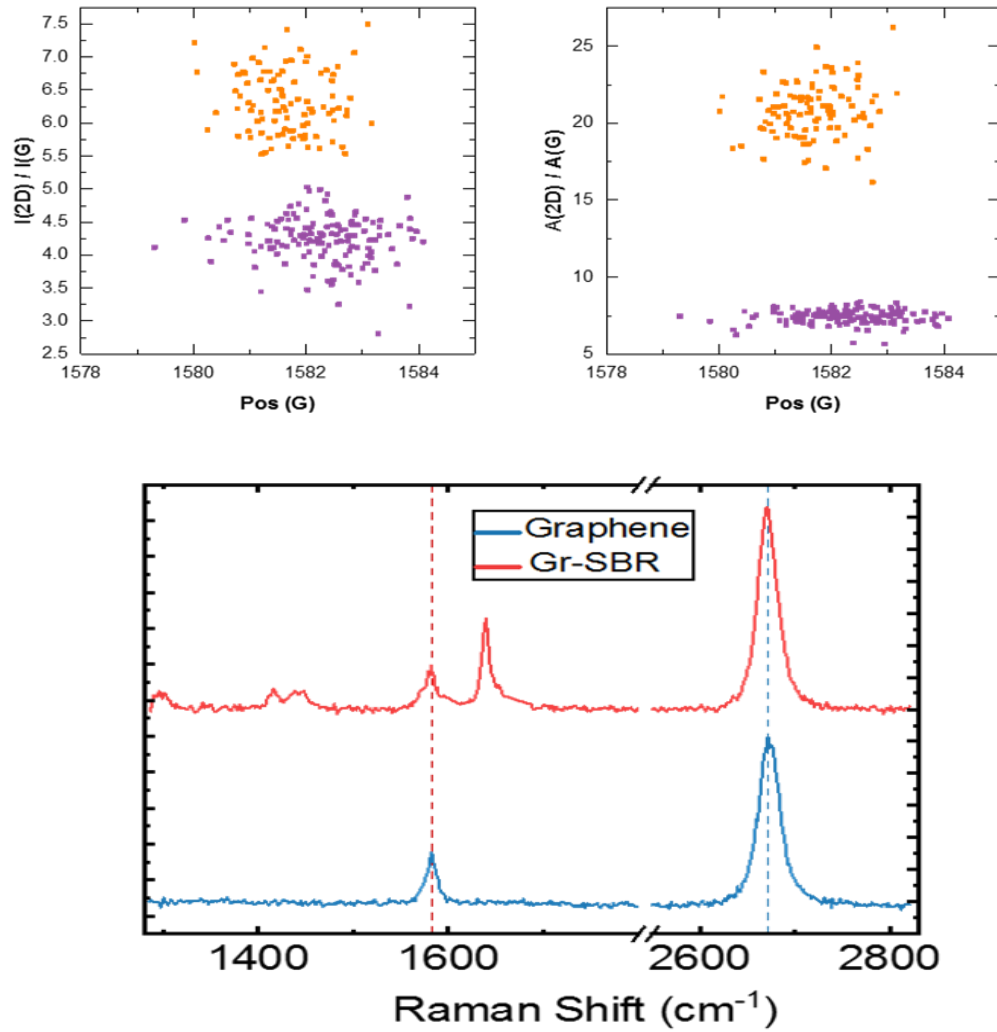 7.5
7.0
6.5
6.0
5.5
5.0
4.5
4.0
3.5
3.0
2.5
I(2D) / I(G)
1578 1580 1582 1584
Pos (G)
25
20
15
10
5
A(2D) / A(G)
1578 1580 1582 1584
Pos (G)
Graphene
Gr-SBR
1400 1600 2600 2800
Raman Shift (cm⁻¹)